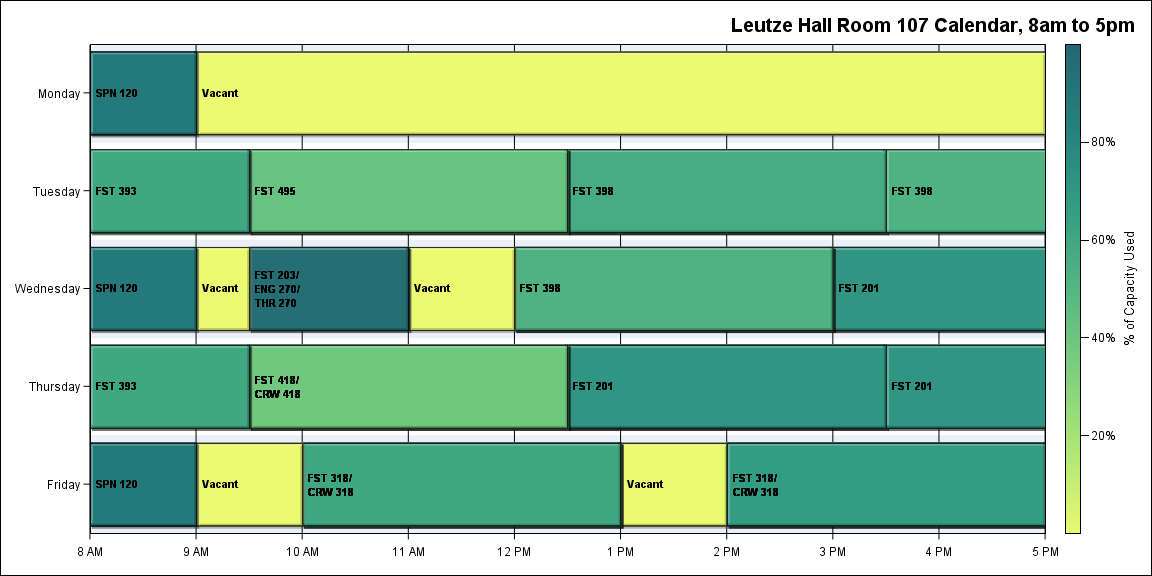 Leutze Hall Room 107 Calendar, 8am to 5pm
Monday
SPN 120
Vacant
Tuesday
FST 393
FST 495
FST 398
FST 398
Wednesday
SPN 120
Vacant
FST 203/
ENG 270/
THR 270
Vacant
FST 398
FST 201
Thursday
FST 393
FST 418/
CRW 418
FST 201
FST 201
Friday
SPN 120
Vacant
FST 318/
CRW 318
Vacant
FST 318/
CRW 318
8 AM
9 AM
10 AM
11 AM
12 PM
1 PM
2 PM
3 PM
4 PM
5 PM
80%
60%
40%
20%
% of Capacity Used